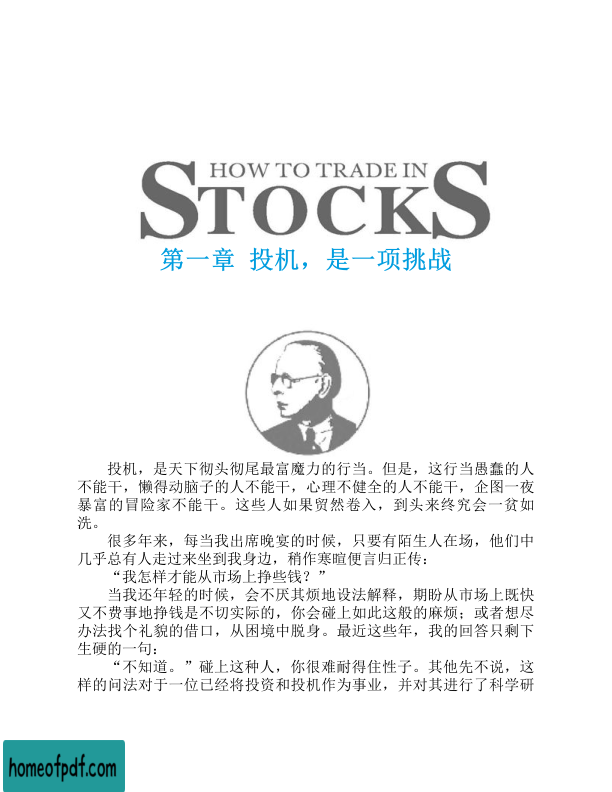 HOW TO TRADE IN
STOCKS
第一章 投机，是一项挑战
投机，是天下彻头彻尾最富魔力的行当。但是，这行当愚蠢的人
不能干，懒得动脑子的人不能干，心理不健全的人不能干，企图一夜
暴富的冒险家不能干。这些人如果贸然卷入，到头来终究会一贫如
洗。
很多年来，每当我出席晚宴的时候，只要有陌生人在场，他们中
几乎总有人走过来坐到我身边，稍作寒暄便言归正传：
“我怎样才能从市场上挣些钱？”
当我还年轻的时候，会不厌其烦地设法解释，期盼从市场上既快
又不费事地挣钱是不切实际的，你会碰上如此这般的麻烦；或者想尽
办法找个礼貌的借口，从困境中脱身。最近这些年，我的回答只剩下
生硬的一句：
“不知道。”碰上这种人，你很难耐得住性子。其他先不说，这
样的问法对于一位已经将投资和投机作为事业，并对其进行了科学研
homeofpdf.com